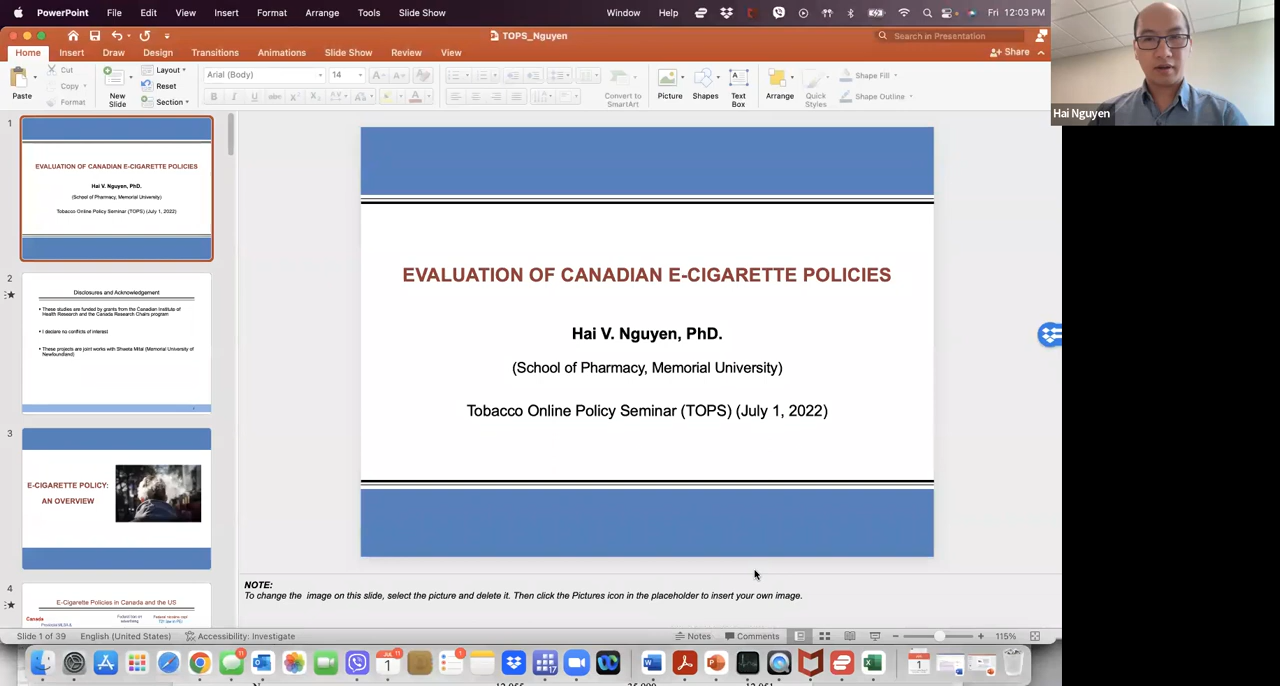 PowerPoint File Edit View Insert Format Arrange Tools Slide Show Window Help Fri 12:03 PM
TOPS_Nguyen
Search in Presentation
Home Insert Draw Design Transitions Animations Slide Show Review View
Share
Paste
Cut
Copy
Format
New
Slide
Layout
Reset
Section
Arial (Body)
14
Convert to
SmartArt
Picture
Shapes
Text
Box
Arrange
Quick
Styles
Shape Fill
Shape Outline
Hai Nguyen
1
EVALUATION OF CANADIAN E-CIGARETTE POLICIES
Hai V. Nguyen, PhD.
(School of Pharmacy, Memorial University)
Tobacco Online Policy Seminar (TOPS) (July 1, 2022)
2
Disclosures and Acknowledgement
• These studies are funded by grants from the Canadian Institute of
Health Research and the Canada Research Chairs program
• I declare no conflicts of interest
• These projects are joint works with Shweta Mital (Memorial University of
Newfoundland)
3
E-CIGARETTE POLICY:
AN OVERVIEW
4
E-Cigarette Policies in Canada and the US
Canada
EVALUATION OF CANADIAN E-CIGARETTE POLICIES
Hai V. Nguyen, PhD.
(School of Pharmacy, Memorial University)
Tobacco Online Policy Seminar (TOPS) (July 1, 2022)
NOTE:
To change the image on this slide, select the picture and delete it. Then click the Pictures icon in the placeholder to insert your own image.
Slide 1 of 39 English (United States) Accessibility: Investigate Notes Comments 115%